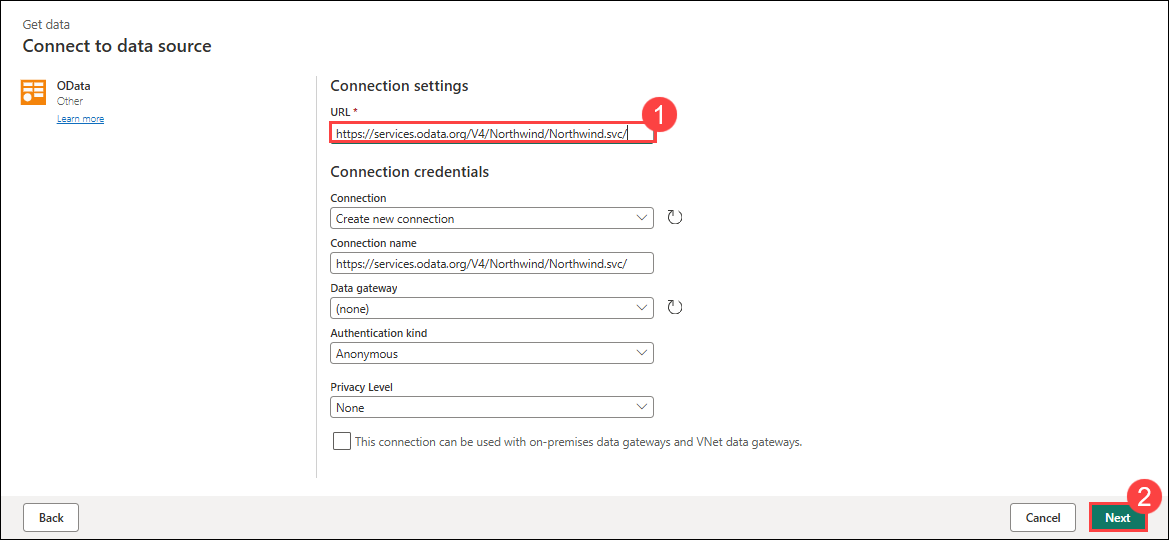 Get data
Connect to data source
OData
Other
Learn more
Connection settings
URL *
1
https://services.odata.org/V4/Northwind/Northwind.svc/
Connection credentials
Connection
Create new connection
Connection name
https://services.odata.org/V4/Northwind/Northwind.svc/
Data gateway
(none)
Authentication kind
Anonymous
Privacy Level
None
This connection can be used with on-premises data gateways and VNet data gateways.
2
Back
Cancel
Next